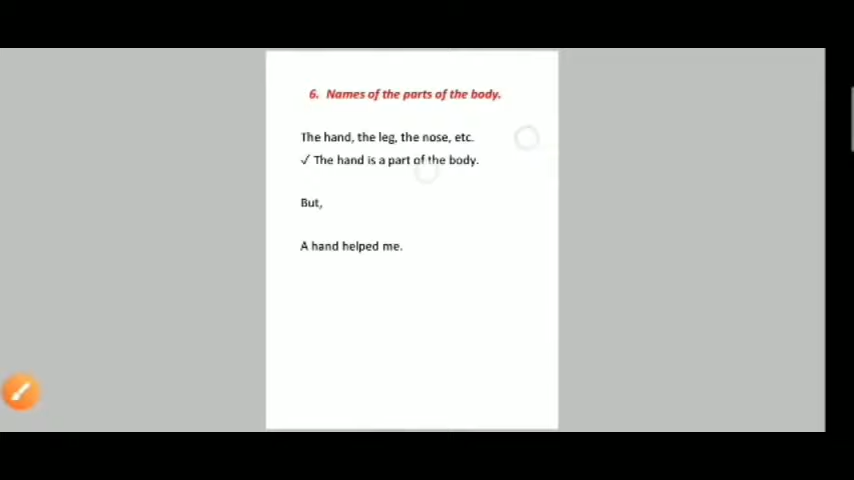 6. Names of the parts of the body.
The hand, the leg, the nose, etc.
✓ The hand is a part of the body.
But,
A hand helped me.